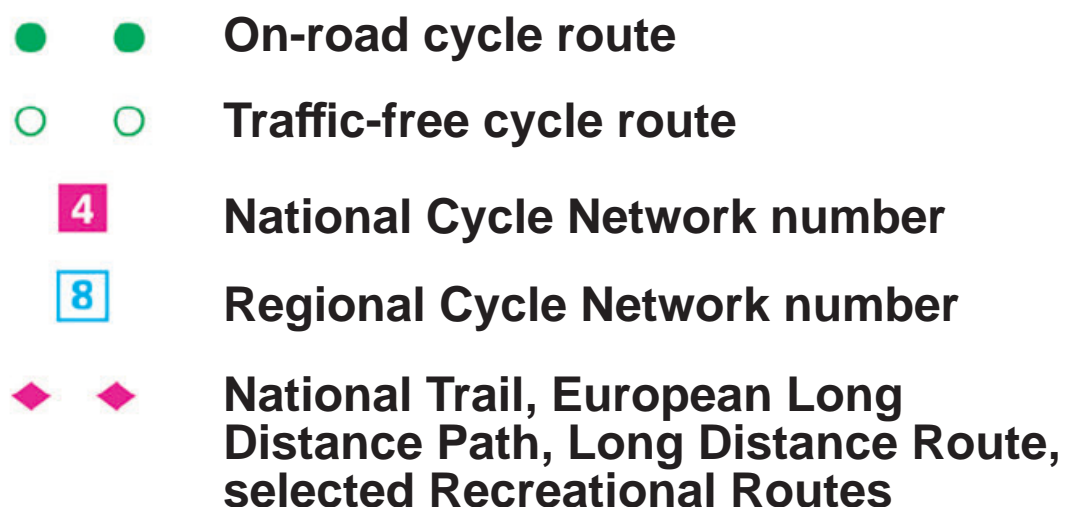 On-road cycle route
Traffic-free cycle route
4 National Cycle Network number
8 Regional Cycle Network number
National Trail, European Long
Distance Path, Long Distance Route,
selected Recreational Routes